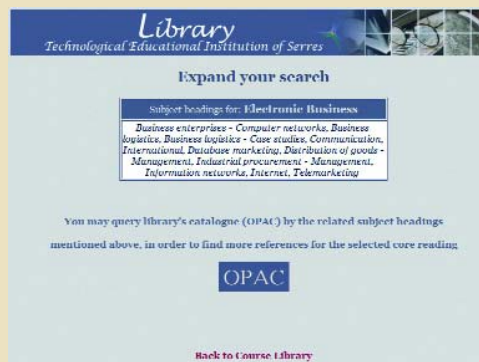 Library
Technological Educational Institution of Serres
Expand your search
Subject headings for: Electronic Business
Business enterprises - Computer networks, Business
logistics, Business logistics - Case studies, Communication,
International, Database marketing, Distribution of goods -
Management, Industrial procurement - Management,
Information networks, Internet, Telemarketing
You may query library's catalogue (OPAC) by the related subject headings
mentioned above, in order to find more references for the selected core reading
OPAC
Back to Course Library